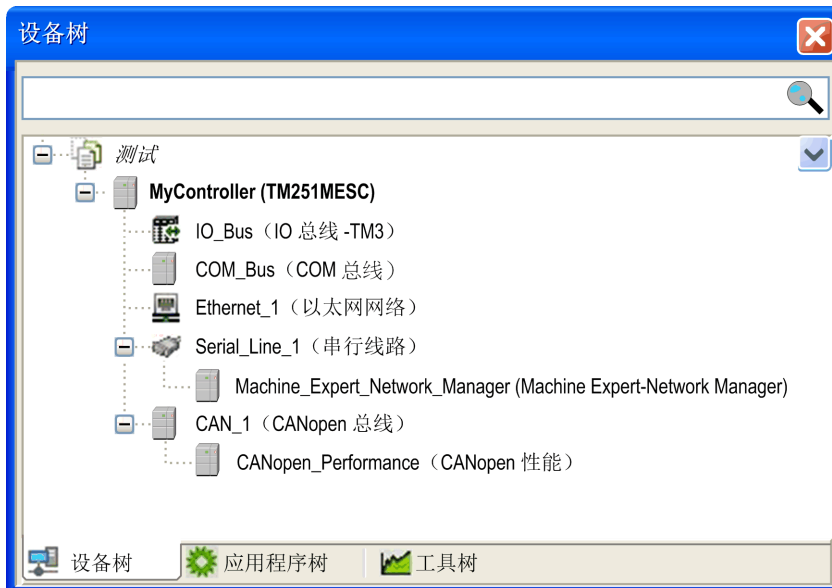 设备树
测试
MyController (TM251MESC)
IO_Bus（IO 总线 -TM3）
COM_Bus（COM 总线）
Ethernet_1（以太网网络）
Serial_Line_1（串行线路）
Machine_Expert_Network_Manager (Machine Expert-Network Manager)
CAN_1（CANopen 总线）
CANopen_Performance（CANopen 性能）
设备树 应用程序树 工具树